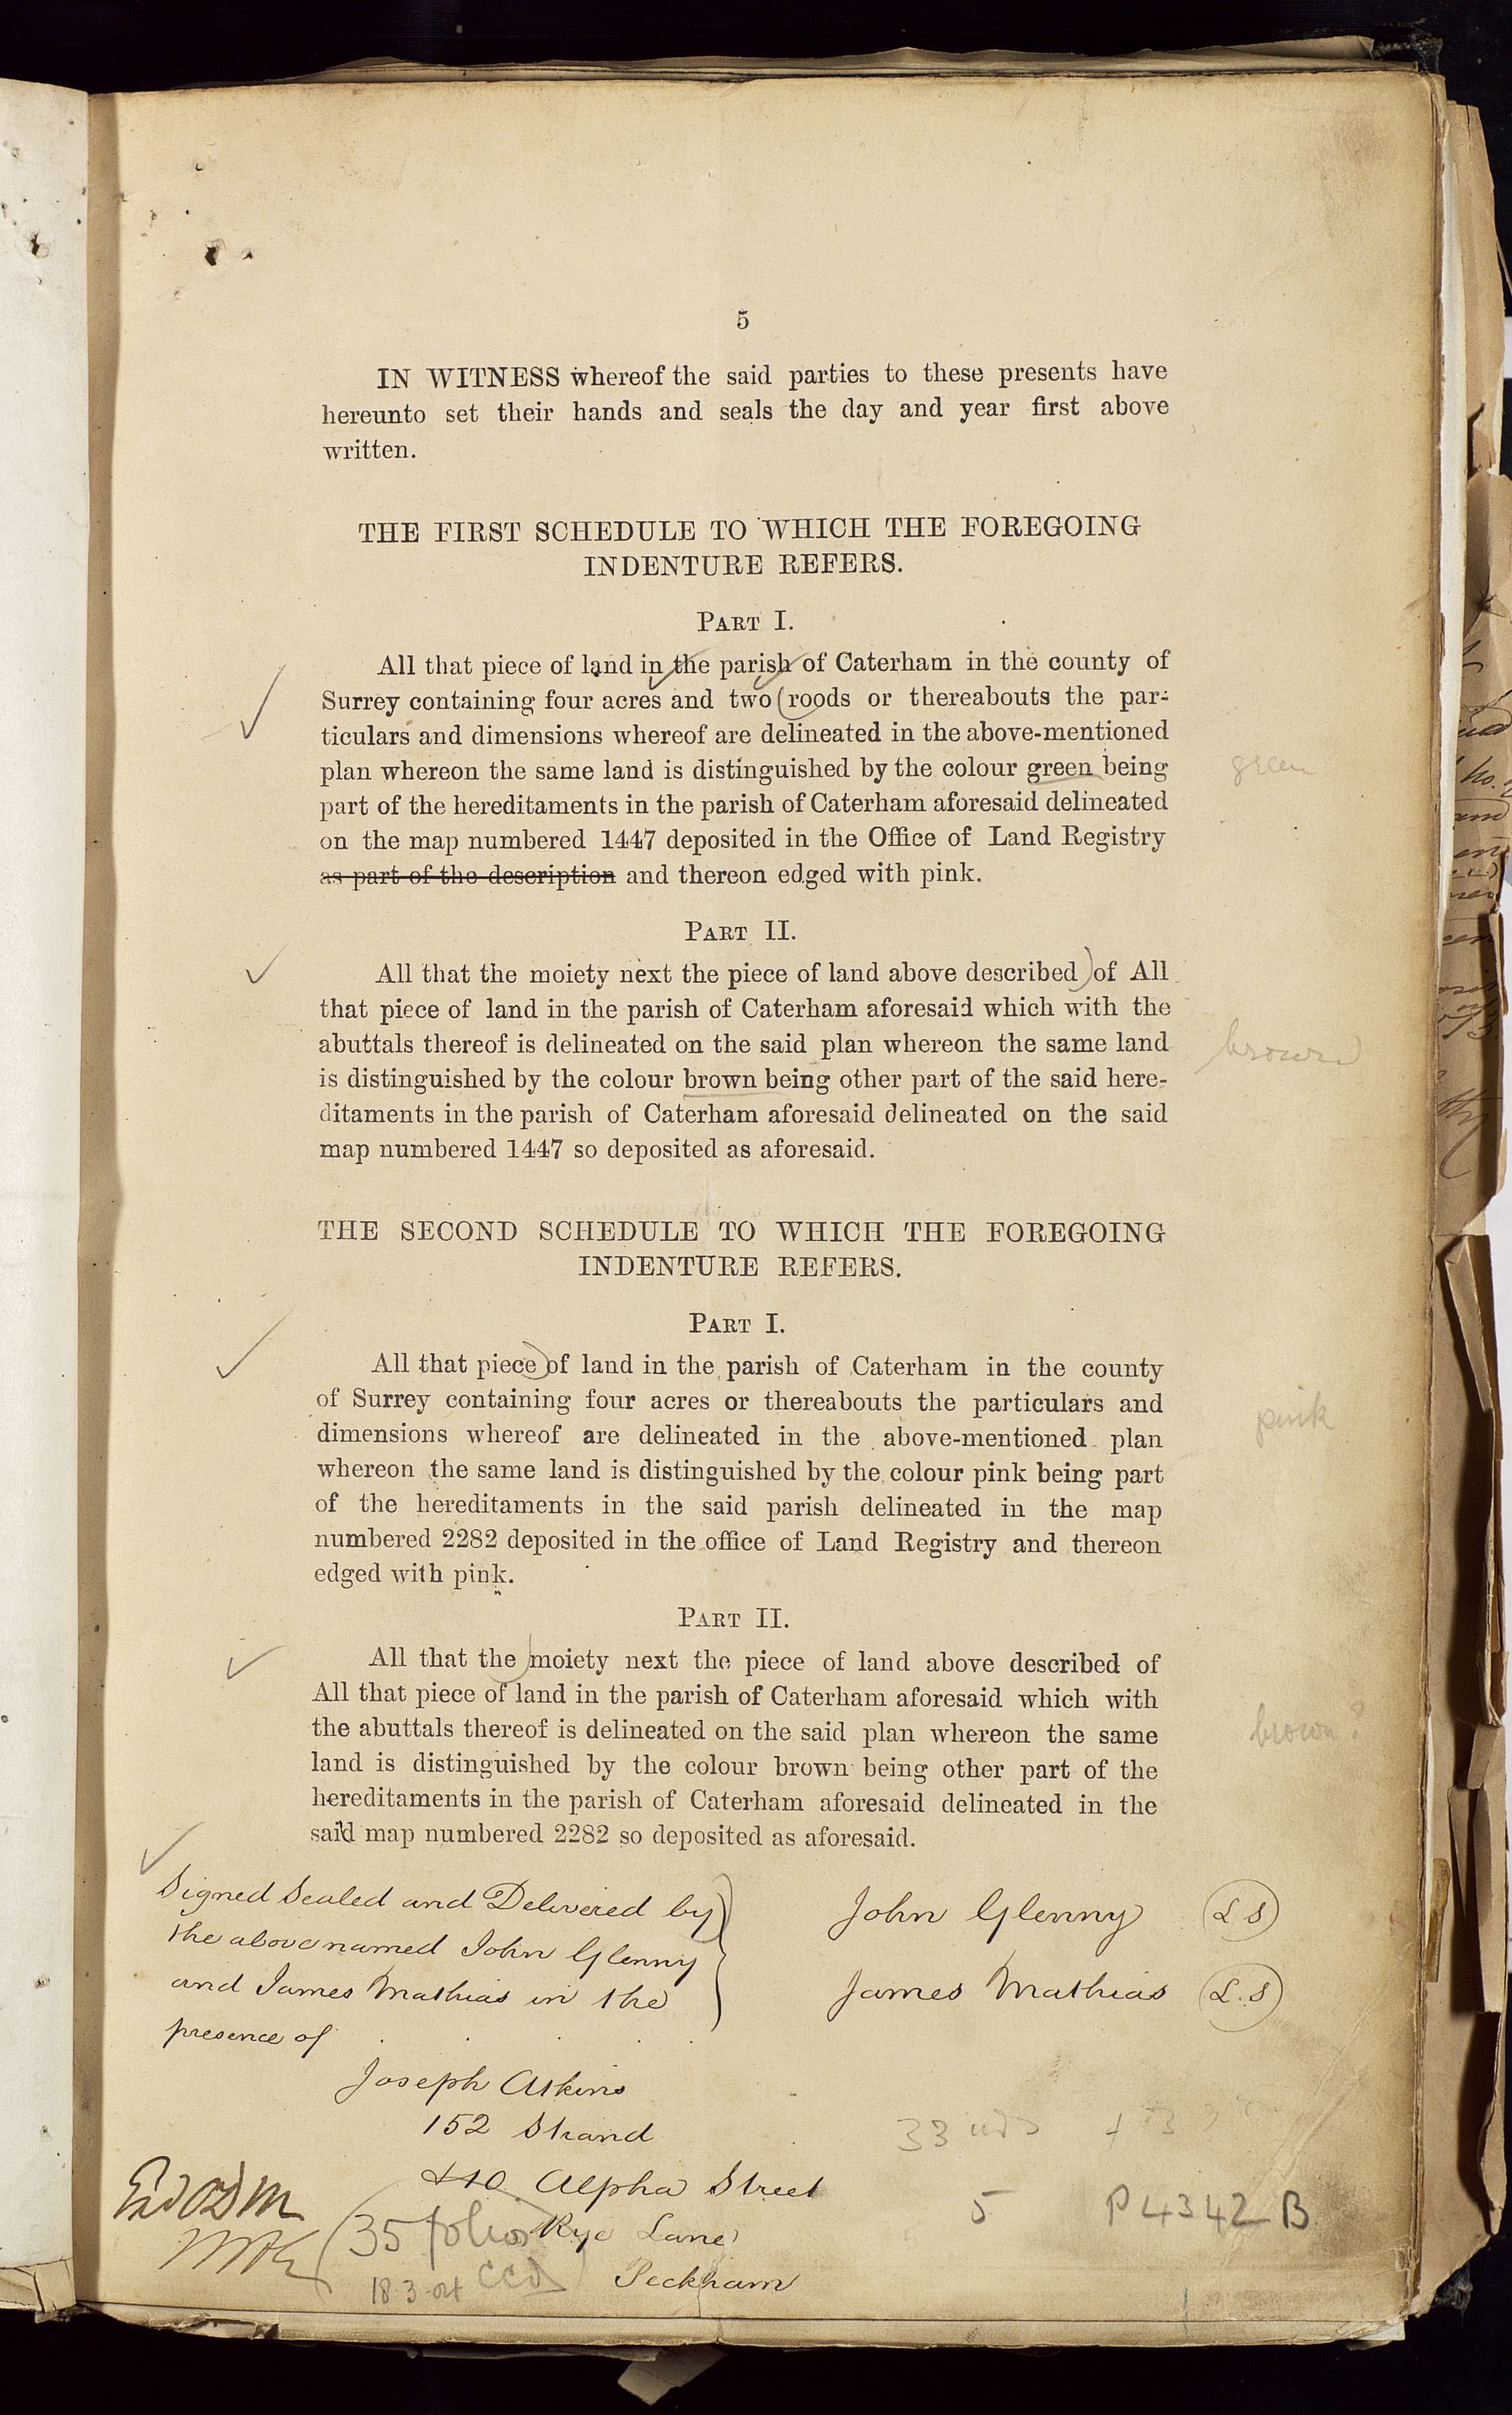 5
IN WITNESS whereof the said parties to these presents have
hereunto set their hands and seals the day and year first above
written.
THE FIRST SCHEDULE TO WHICH THE FOREGOING
INDENTURE REFERS.
PART I.
All that piece of land in the parish of Caterham in the county of
Surrey containing four acres and two roods or thereabouts the par-
ticulars and dimensions whereof are delineated in the above-mentioned
plan whereon the same land is distinguished by the colour green being
green
part of the hereditaments in the parish of Caterham aforesaid delineated
on the map numbered 1447 deposited in the Office of Land Registry
as part of the description and thereon edged with pink.
PART II.
All that the moiety next the piece of land above described of All
that piece of land in the parish of Caterham aforesaid which with the
abuttals thereof is delineated on the said plan whereon the same land
brown
is distinguished by the colour brown being other part of the said here-
ditaments in the parish of Caterham aforesaid delineated on the said
map numbered 1447 so deposited as aforesaid.
THE SECOND SCHEDULE TO WHICH THE FOREGOING
INDENTURE REFERS.
PART I.
All that piece of land in the parish of Caterham in the county
of Surrey containing four acres or thereabouts the particulars and
pink
dimensions whereof are delineated in the above-mentioned plan
whereon the same land is distinguished by the colour pink being part
of the hereditaments in the said parish delineated in the map
numbered 2282 deposited in the office of Land Registry and thereon
edged with pink.
PART II.
All that the moiety next the piece of land above described of
All that piece of land in the parish of Caterham aforesaid which with
the abuttals thereof is delineated on the said plan whereon the same
brown?
land is distinguished by the colour brown being other part of the
hereditaments in the parish of Caterham aforesaid delineated in the
said map numbered 2282 so deposited as aforesaid.
Signed Sealed and Delivered by
the above named John Glenny
and James Mathias in the
presence of
John Glenny L S
James Mathias L.S
Joseph Atkins
152 Strand
& 10 Alpha Street
Rye Lane
Peckham
35 folios
18.3.04
33
5
P4342 B